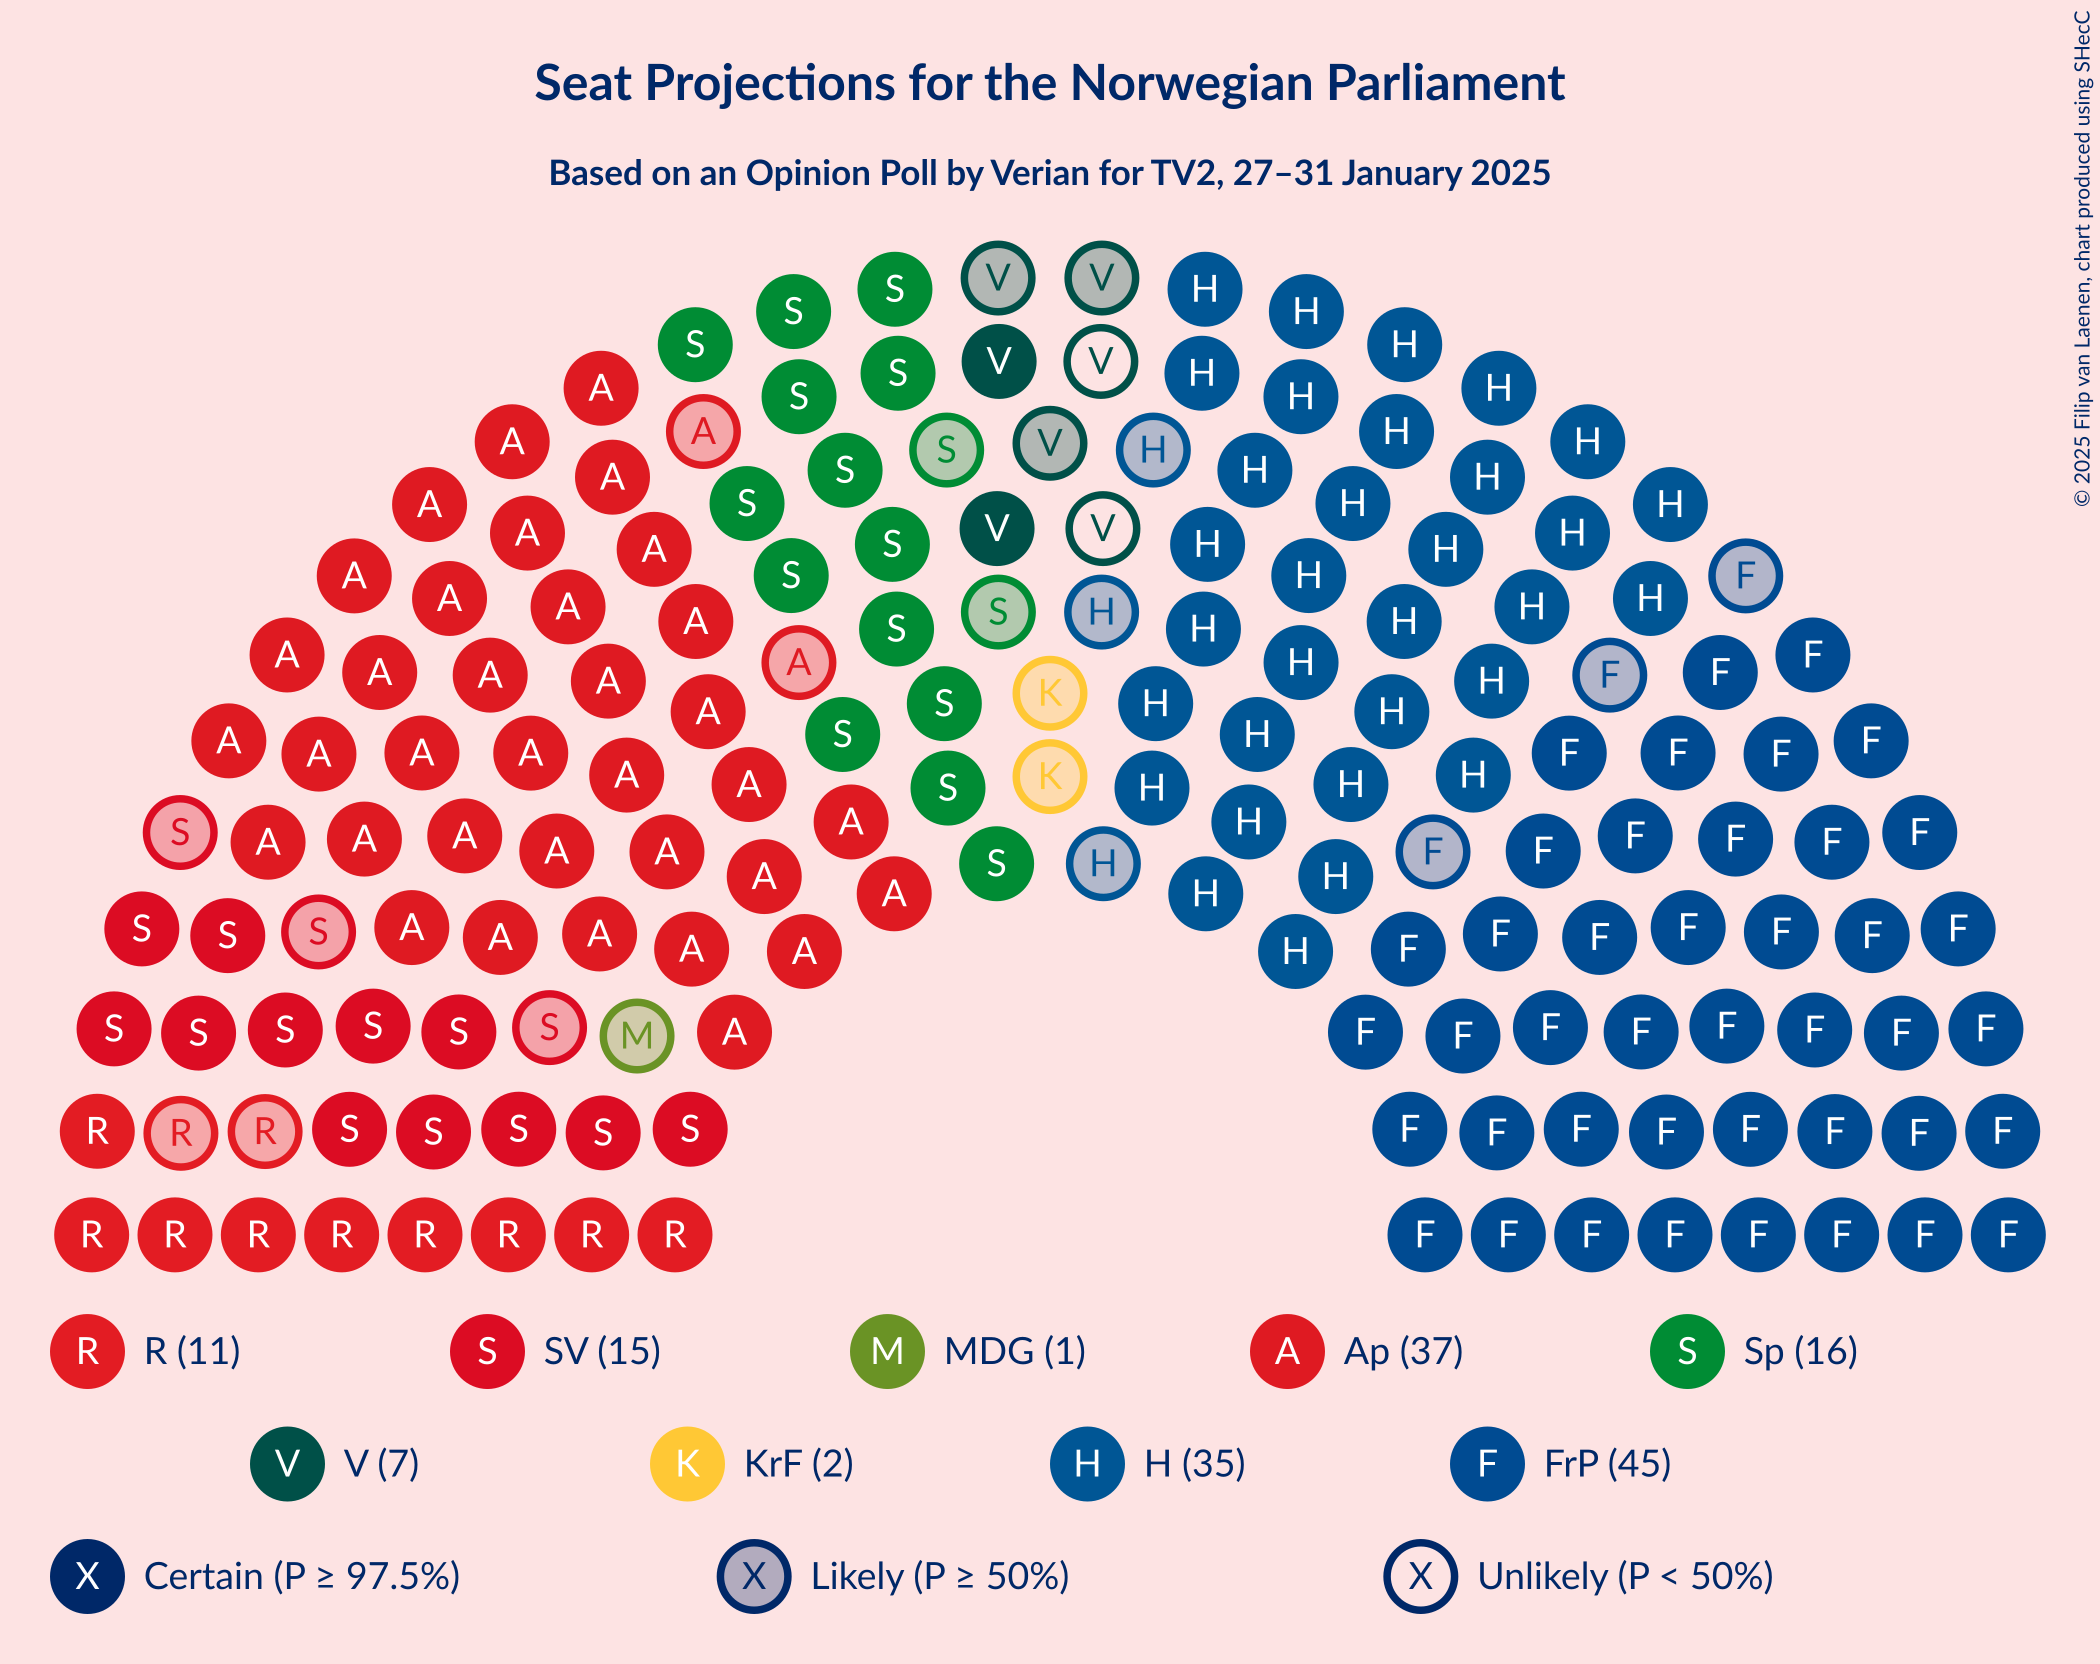 Seat Projections for the Norwegian Parliament
Based on an Opinion Poll by Verian for TV2, 27–31 January 2025
© 2025 Filip van Laenen, chart produced using SHecC
S S S V V H H H
A S S V V H H H
A A A S S S V H H H H H
A A A S S S V V H H H H H F
A A A A A S S H H H H H H F
A A A A A A S S K H H H H H F F F
A A A A A A A S K H H H H F F F F
S A A A A A A A A S H H H H F F F F F F
S S S A A A A A H F F F F F F F
S S S S S S M A F F F F F F F F
R R R S S S S S F F F F F F F F
R R R R R R R R F F F F F F F F
R R (11) S SV (15) M MDG (1) A Ap (37) S Sp (16)
V V (7) K KrF (2) H H (35) F FrP (45)
X Certain (P ≥ 97.5%) X Likely (P ≥ 50%) X Unlikely (P < 50%)